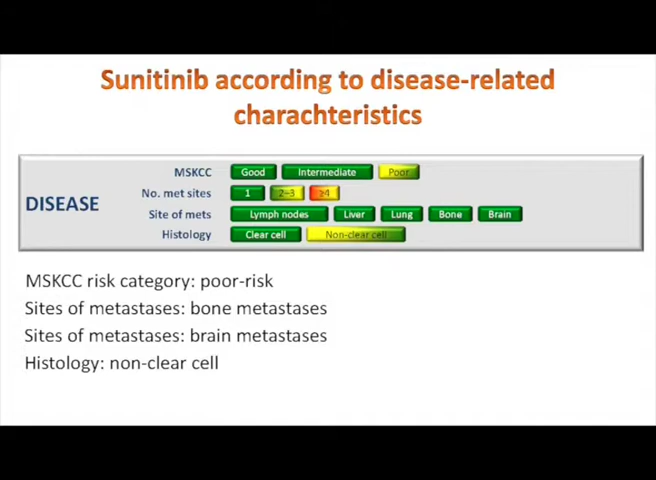 Sunitinib according to disease-related
charachteristics
DISEASE
MSKCC Good Intermediate Poor
No. met sites 1 2–3 ≥4
Site of mets Lymph nodes Liver Lung Bone Brain
Histology Clear cell Non-clear cell
MSKCC risk category: poor-risk
Sites of metastases: bone metastases
Sites of metastases: brain metastases
Histology: non-clear cell